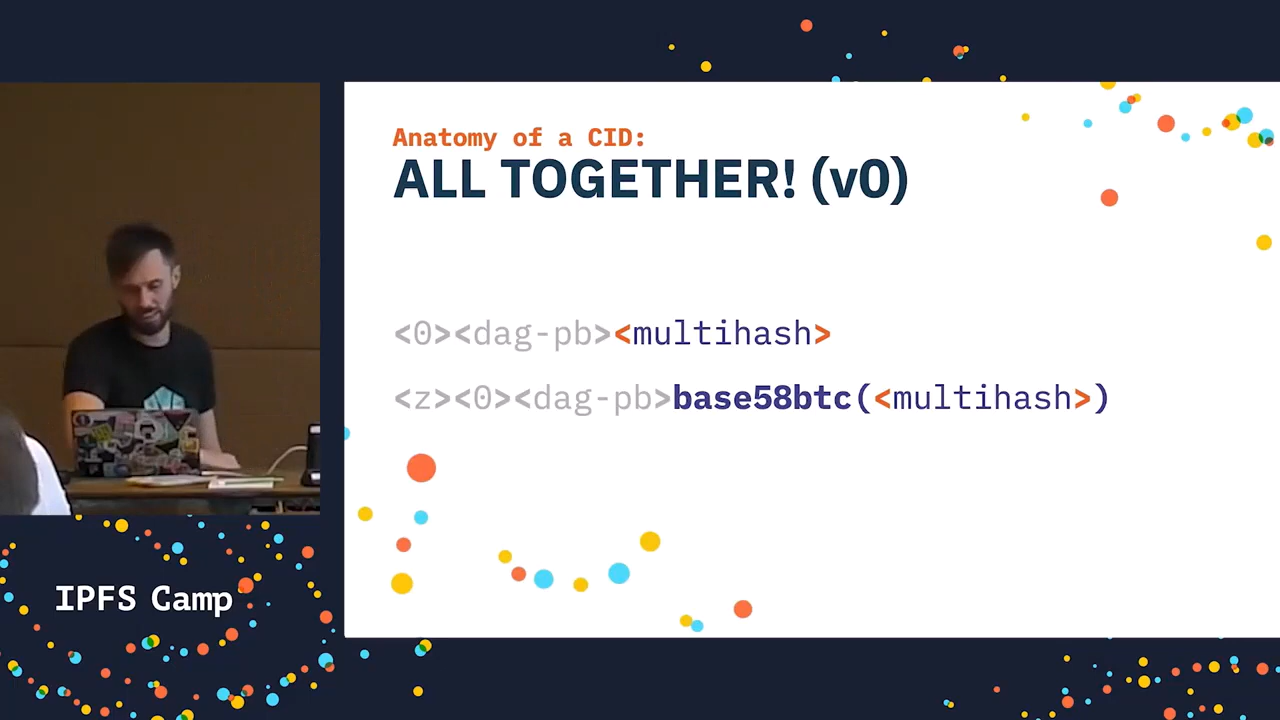 Anatomy of a CID:
ALL TOGETHER! (v0)
<0><dag-pb><multihash>
<z><0><dag-pb>base58btc(<multihash>)
IPFS Camp